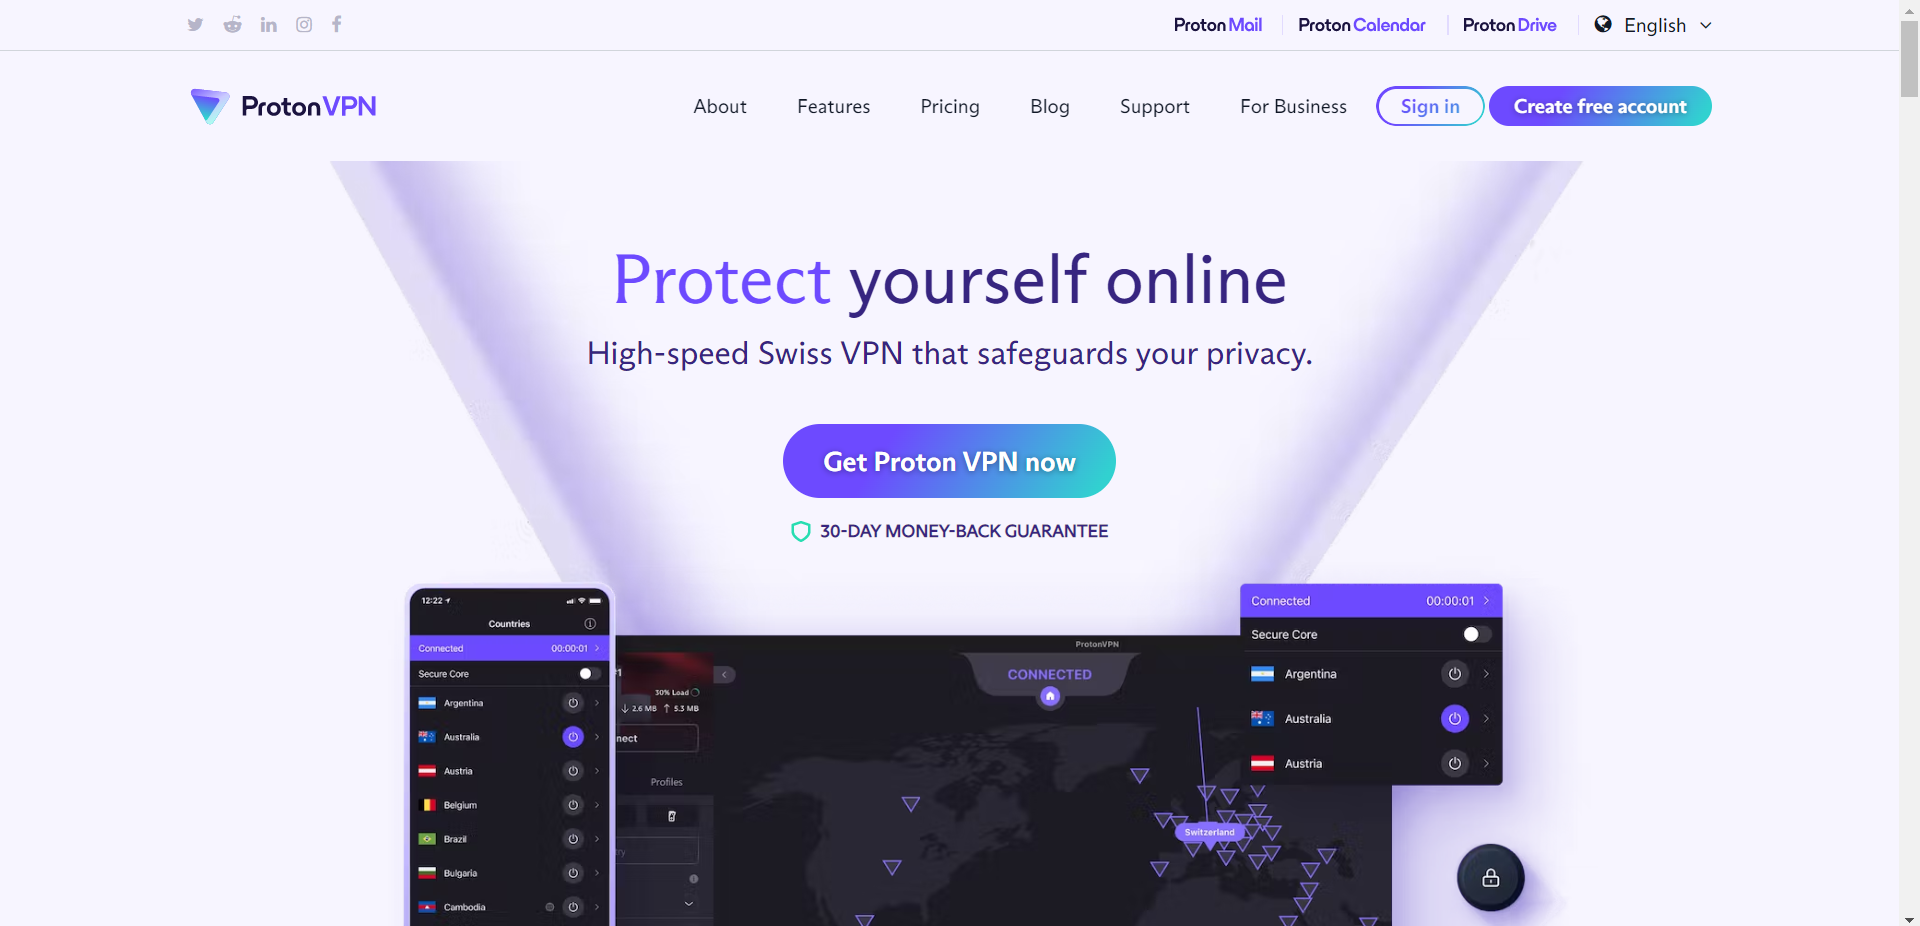 Proton Mail
Proton Calendar
Proton Drive
English
ProtonVPN
About
Features
Pricing
Blog
Support
For Business
Sign in
Create free account
Protect yourself online
High-speed Swiss VPN that safeguards your privacy.
Get Proton VPN now
30-DAY MONEY-BACK GUARANTEE
12:22
Countries
Connected 00:00:01
Secure Core
Argentina
Australia
Austria
Belgium
Brazil
Bulgaria
Cambodia
ProtonVPN
#1
30% Load
2.6 MB 5.3 MB
nect
Profiles
try
CONNECTED
Switzerland
Connected 00:00:01
Secure Core
Argentina
Australia
Austria